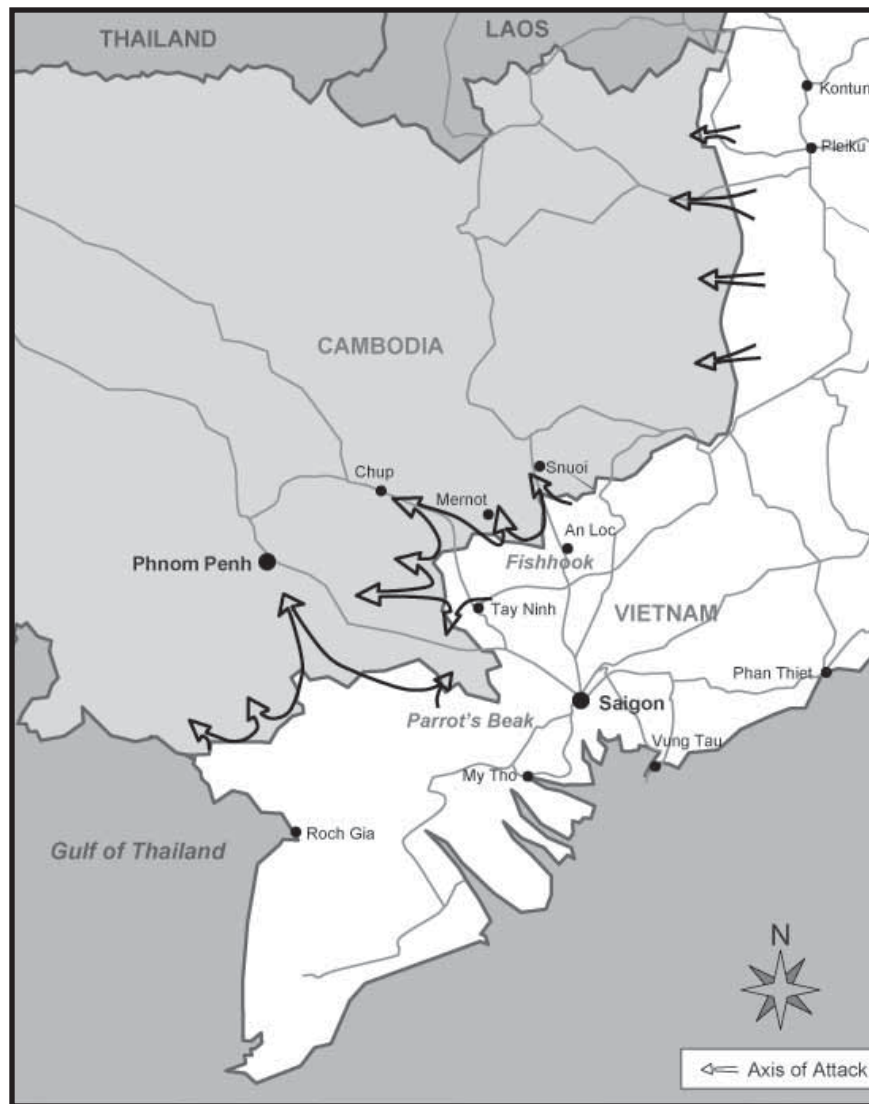 THAILAND
LAOS
Kontum
Pleiku
CAMBODIA
Snuoi
Chup
Mernot
An Loc
Phnom Penh
Fishhook
Tay Ninh
VIETNAM
Phan Thiet
Saigon
Parrot's Beak
Vung Tau
My Tho
Roch Gia
Gulf of Thailand
N
Axis of Attack